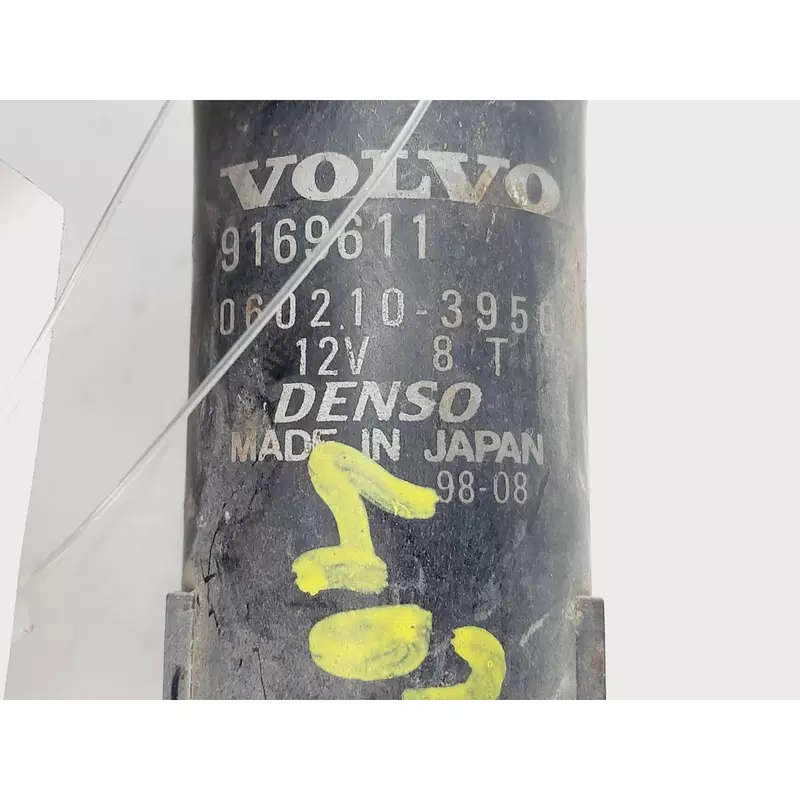 VOLVO
9169611
060210-3950
12V 8 T
DENSO
MADE IN JAPAN
98-08